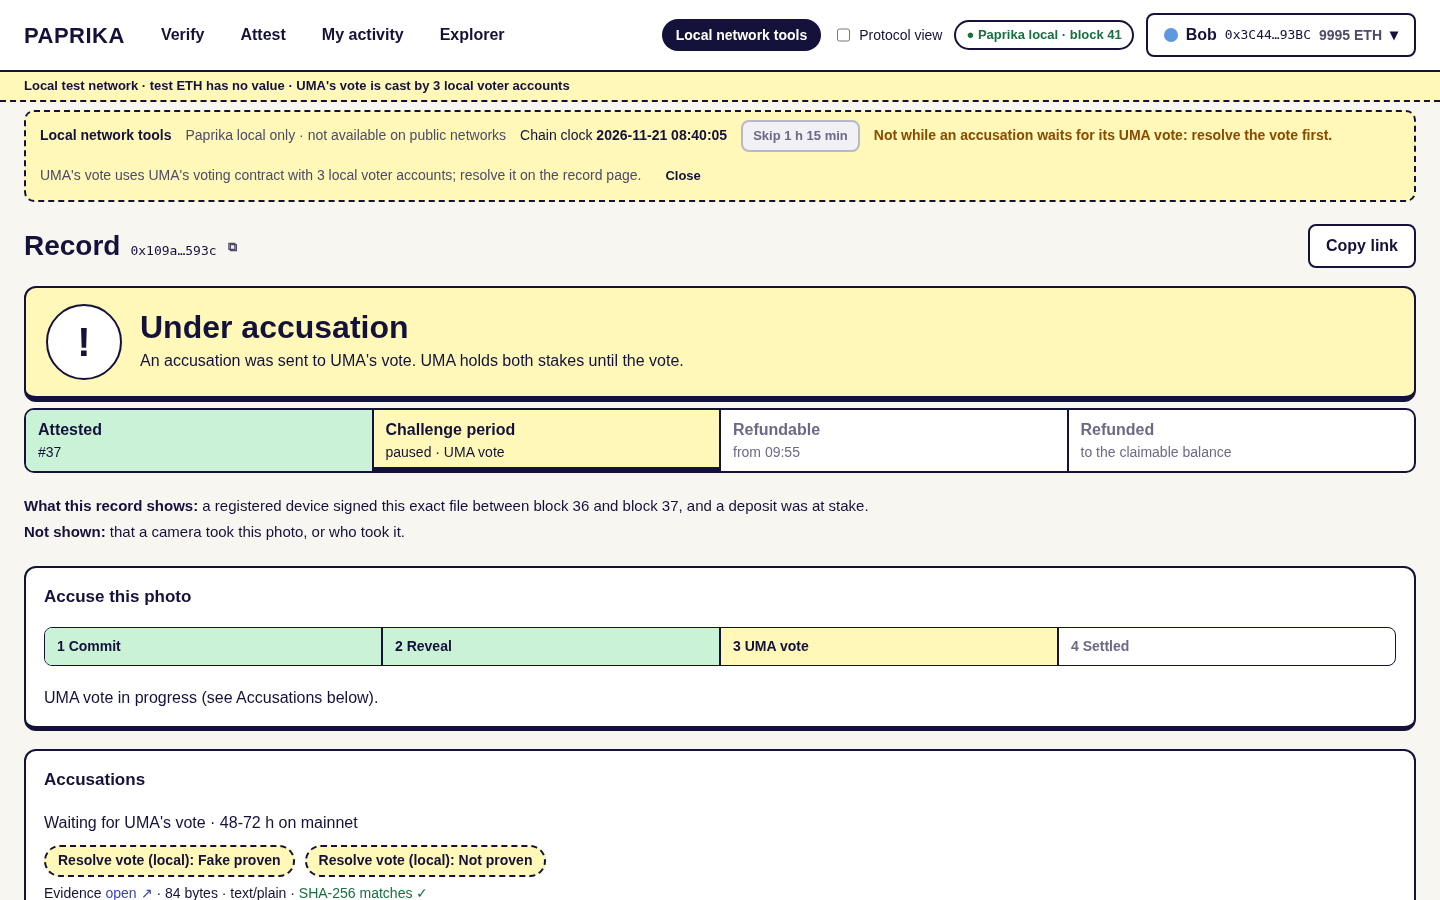 PAPRIKA Verify Attest My activity Explorer Local network tools Protocol view ● Paprika local · block 41 Bob 0x3C44…93BC 9995 ETH ▼
Local test network · test ETH has no value · UMA's vote is cast by 3 local voter accounts
Local network tools Paprika local only · not available on public networks Chain clock 2026-11-21 08:40:05 Skip 1 h 15 min Not while an accusation waits for its UMA vote: resolve the vote first.
UMA's vote uses UMA's voting contract with 3 local voter accounts; resolve it on the record page. Close
Record 0x109a…593c ⧉ Copy link
!
Under accusation
An accusation was sent to UMA's vote. UMA holds both stakes until the vote.
Attested Challenge period Refundable Refunded
#37 paused · UMA vote from 09:55 to the claimable balance
What this record shows: a registered device signed this exact file between block 36 and block 37, and a deposit was at stake.
Not shown: that a camera took this photo, or who took it.
Accuse this photo
1 Commit 2 Reveal 3 UMA vote 4 Settled
UMA vote in progress (see Accusations below).
Accusations
Waiting for UMA's vote · 48-72 h on mainnet
Resolve vote (local): Fake proven Resolve vote (local): Not proven
Evidence open ↗ · 84 bytes · text/plain · SHA-256 matches ✓